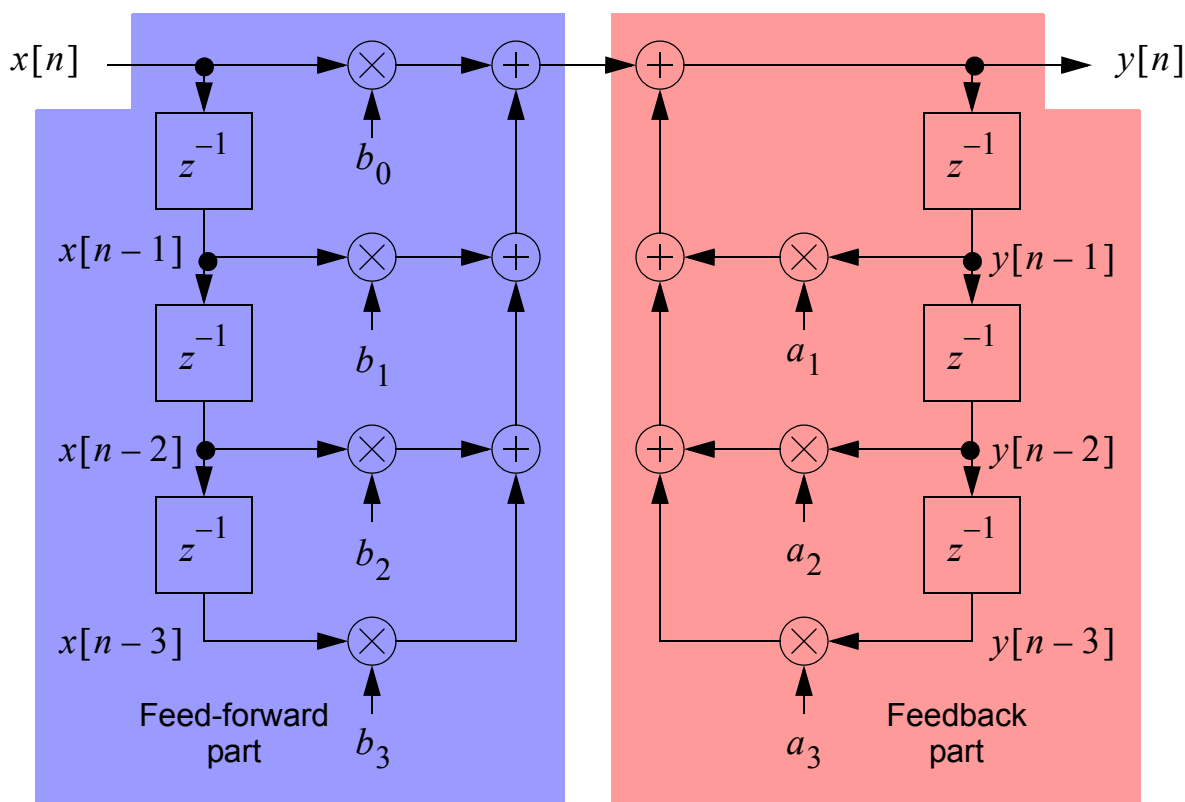 x[n]
y[n]
z^{-1}
z^{-1}
b_0
x[n – 1]
y[n – 1]
z^{-1}
z^{-1}
b_1
a_1
x[n – 2]
y[n – 2]
z^{-1}
z^{-1}
b_2
a_2
x[n – 3]
y[n – 3]
Feed-forward
part
b_3
a_3
Feedback
part